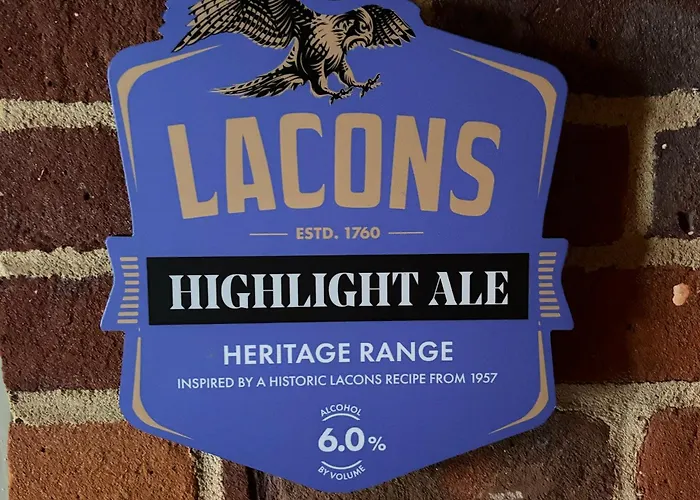 LACONS
ESTD. 1760
HIGHLIGHT ALE
HERITAGE RANGE
INSPIRED BY A HISTORIC LACONS RECIPE FROM 1957
ALCOHOL
6.0%
BY VOLUME